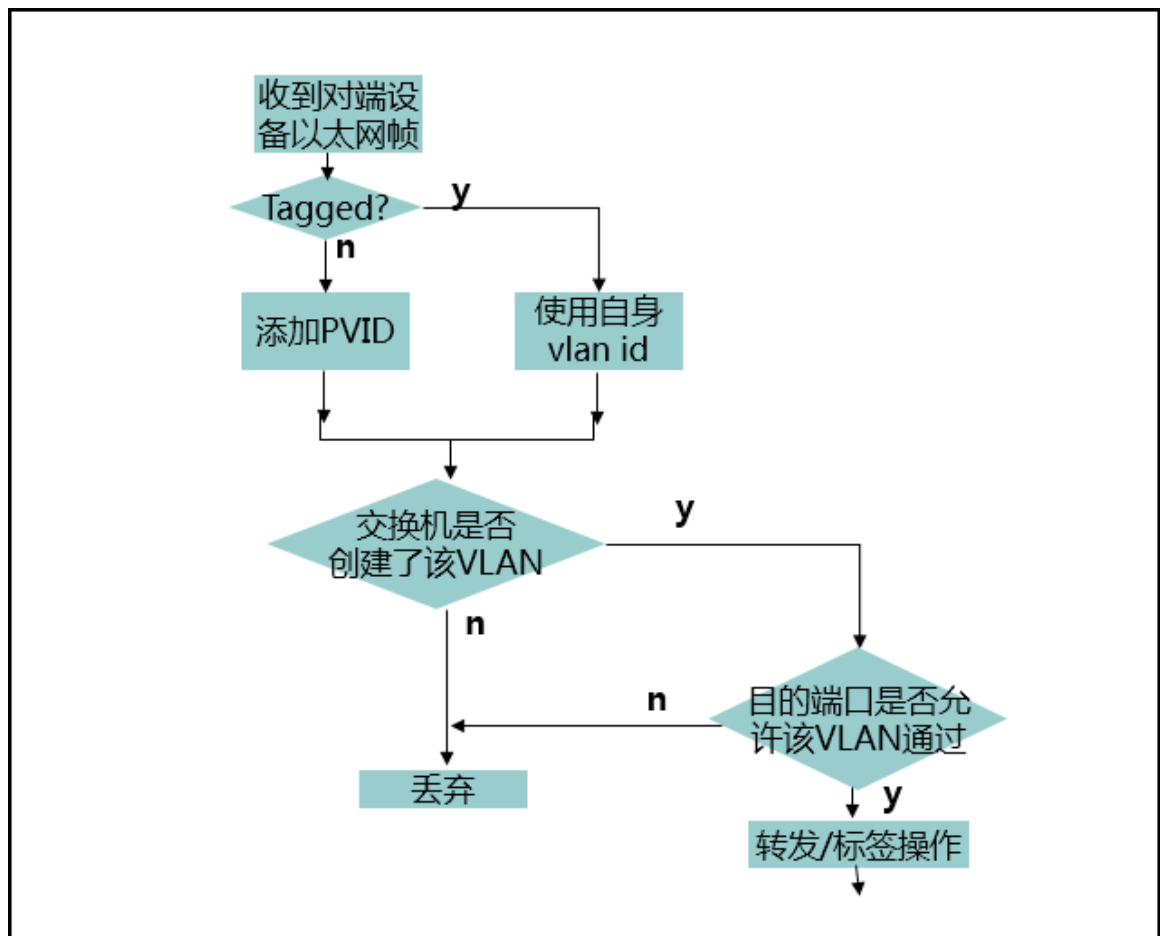 收到对端设
备以太网帧
Tagged?
y
n
添加PVID
使用自身
vlan id
交换机是否
创建了该VLAN
y
n
目的端口是否允
许该VLAN通过
n
丢弃
y
转发/标签操作